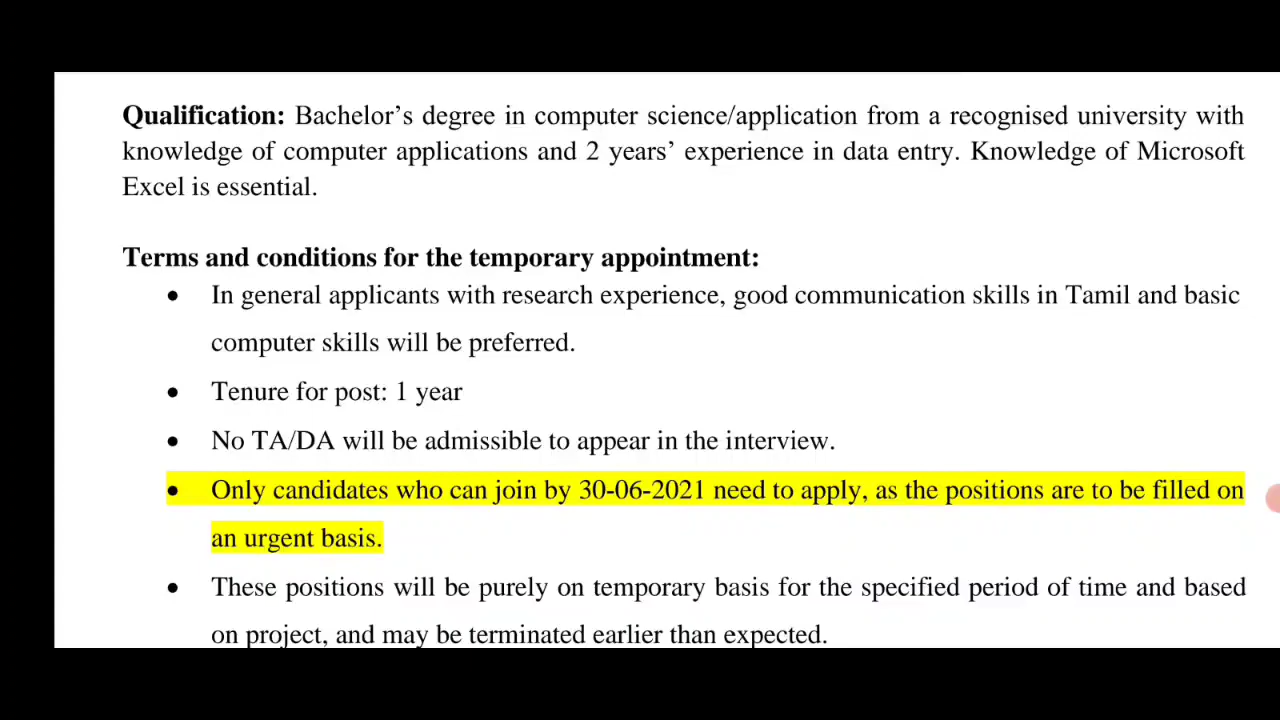 Qualification: Bachelor’s degree in computer science/application from a recognised university with
knowledge of computer applications and 2 years’ experience in data entry. Knowledge of Microsoft
Excel is essential.
Terms and conditions for the temporary appointment:
• In general applicants with research experience, good communication skills in Tamil and basic
computer skills will be preferred.
• Tenure for post: 1 year
• No TA/DA will be admissible to appear in the interview.
• Only candidates who can join by 30-06-2021 need to apply, as the positions are to be filled on
an urgent basis.
• These positions will be purely on temporary basis for the specified period of time and based
on project, and may be terminated earlier than expected.